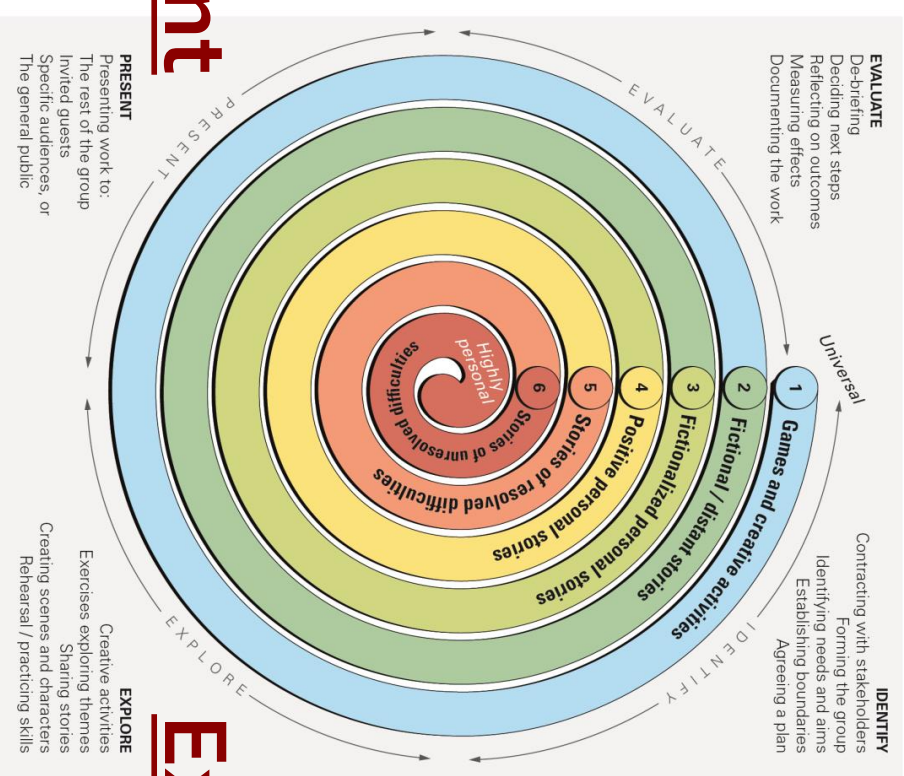 nt
Ex
EVALUATE
De-briefing
Deciding next steps
Reflecting on outcomes
Measuring effects
Documenting the work
IDENTIFY
Contracting with stakeholders
Forming the group
Identifying needs and aims
Establishing boundaries
Agreeing a plan
PRESENT
Presenting work to:
The rest of the group
Invited guests
Specific audiences, or
The general public
EXPLORE
Creative activities
Exercises exploring themes
Sharing stories
Creating scenes and characters
Rehearsal / practicing skills
EVALUATE
IDENTIFY
EXPLORE
PRESENT
Universal
1 Games and creative activities
2 Fictional / distant stories
3 Fictionalized personal stories
4 Positive personal stories
5 Stories of resolved difficulties
6 Stories of unresolved difficulties
Highly
personal